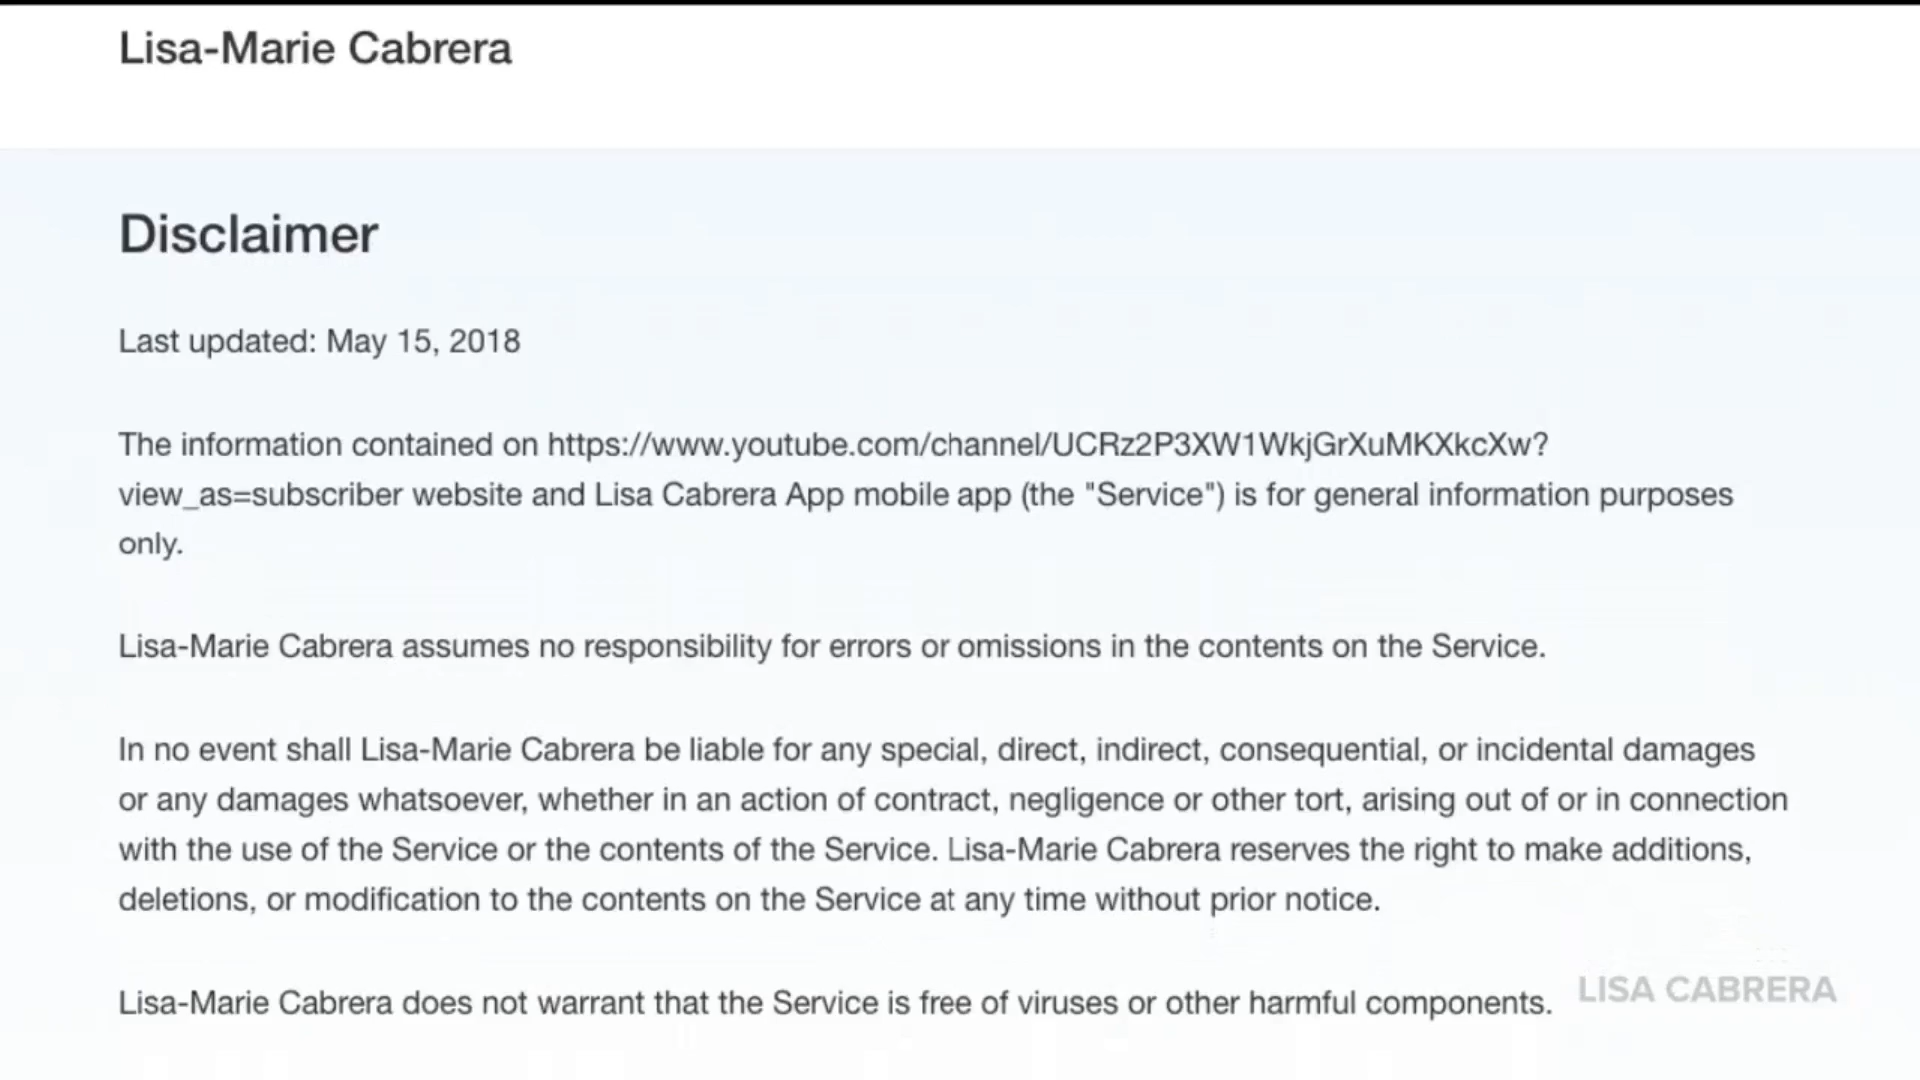 Lisa-Marie Cabrera
Disclaimer
Last updated: May 15, 2018
The information contained on https://www.youtube.com/channel/UCRz2P3XW1WkjGrXuMKXkcXw?
view_as=subscriber website and Lisa Cabrera App mobile app (the "Service") is for general information purposes
only.
Lisa-Marie Cabrera assumes no responsibility for errors or omissions in the contents on the Service.
In no event shall Lisa-Marie Cabrera be liable for any special, direct, indirect, consequential, or incidental damages
or any damages whatsoever, whether in an action of contract, negligence or other tort, arising out of or in connection
with the use of the Service or the contents of the Service. Lisa-Marie Cabrera reserves the right to make additions,
deletions, or modification to the contents on the Service at any time without prior notice.
Lisa-Marie Cabrera does not warrant that the Service is free of viruses or other harmful components.
LISA CABRERA